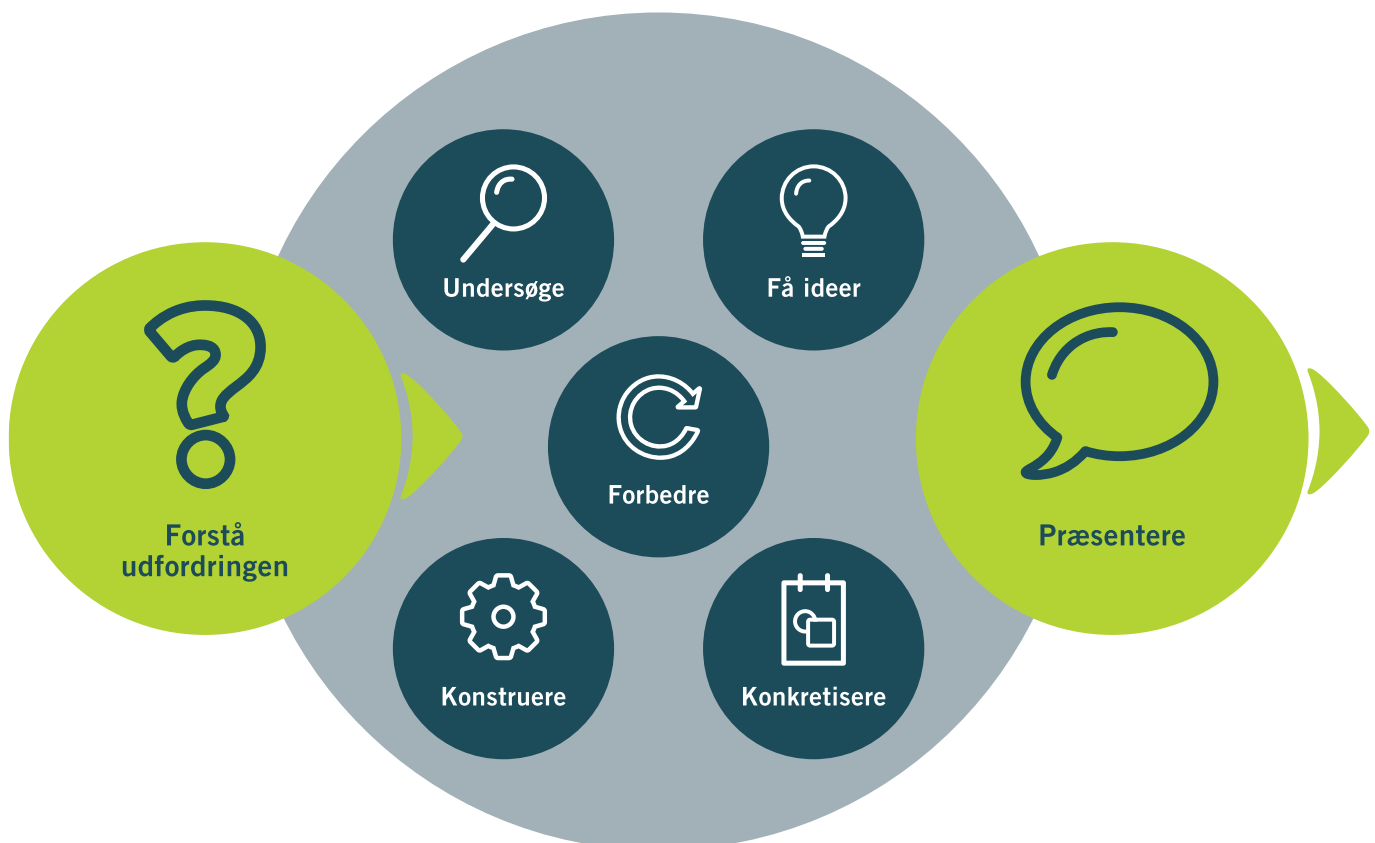 Undersøge
Få ideer
Forstå
udfordringen
Forbedre
Præsentere
Konstruere
Konkretisere